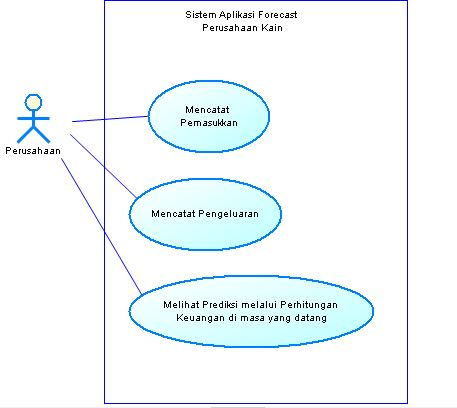 Sistem Aplikasi Forecast
Perusahaan Kain
Mencatat
Pemasukkan
Perusahaan
Mencatat Pengeluaran
Melihat Prediksi melalui Perhitungan
Keuangan di masa yang datang